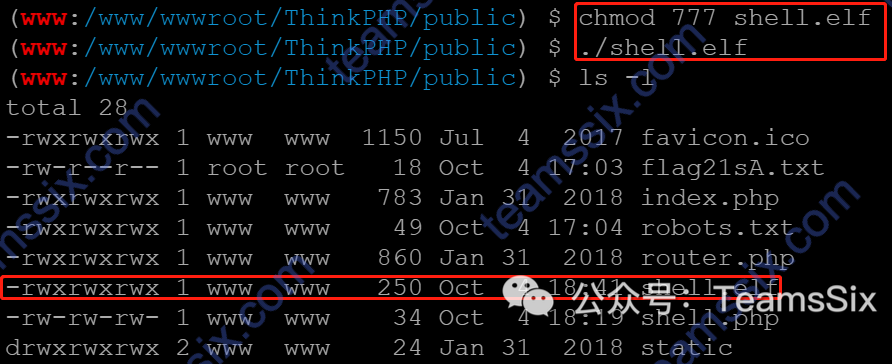 (www:/www/wwwroot/ThinkPHP/public) $ chmod 777 shell.elf
(www:/www/wwwroot/ThinkPHP/public) $ ./shell.elf
(www:/www/wwwroot/ThinkPHP/public) $ ls -l
total 28
-rwxrwxrwx 1 www www 1150 Jul 4 2017 favicon.ico
-rw-r--r-- 1 root root 18 Oct 4 17:03 flag21sA.txt
-rwxrwxrwx 1 www www 783 Jan 31 2018 index.php
-rwxrwxrwx 1 www www 49 Oct 4 17:04 robots.txt
-rwxrwxrwx 1 www www 860 Jan 31 2018 router.php
-rwxrwxrwx 1 www www 250 Oct 4 18:41 shell.elf
-rw-rw-rw- 1 www www 34 Oct 4 18:19 shell.php
drwxrwxrwx 2 www www 24 Jan 31 2018 static
公众号：TeamsSix
teamssix.com
teamssix.com
teamssix.com
teamssix.com